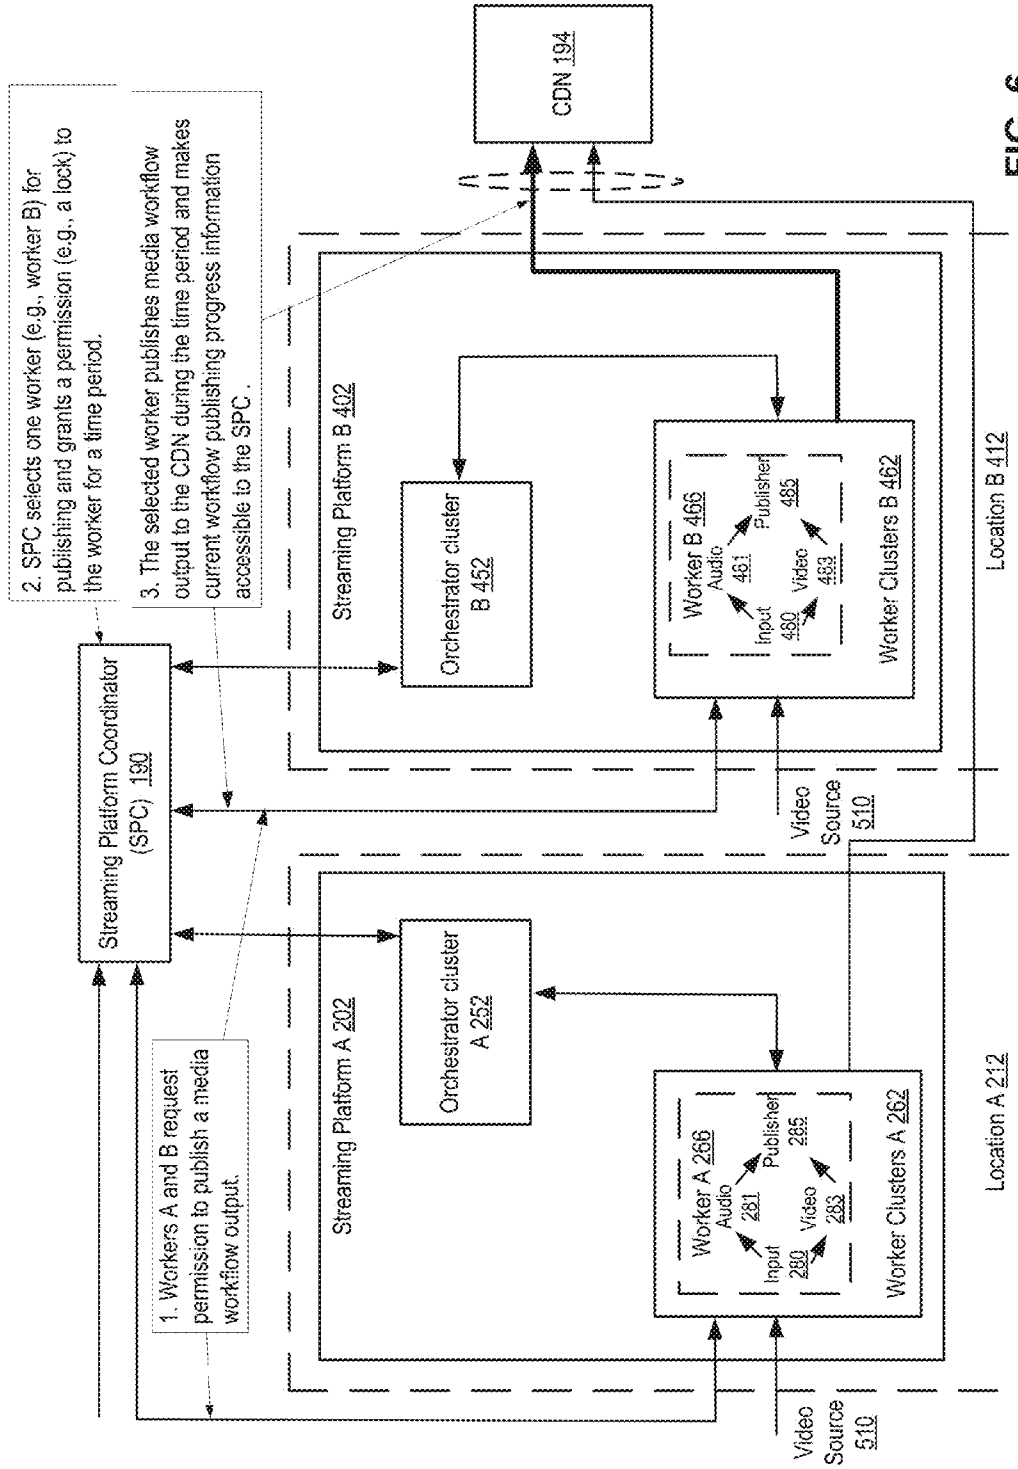 2. SPC selects one worker (e.g., worker B) for
publishing and grants a permission (e.g., a lock) to
the worker for a time period.
3. The selected worker publishes media workflow
output to the CDN during the time period and makes
current workflow publishing progress information
accessible to the SPC.
1. Workers A and B request
permission to publish a media
workflow output.
Streaming Platform Coordinator
(SPC) 190
CDN 194
Streaming Platform A 202
Orchestrator cluster
A 252
Worker A 266
Audio
281
Input
280
Video
283
Publisher
285
Worker Clusters A 262
Location A 212
Video
Source
510
Streaming Platform B 402
Orchestrator cluster
B 452
Worker B 466
Audio
481
Input
480
Video
483
Publisher
485
Worker Clusters B 462
Location B 412
Video
Source
510
FIG.